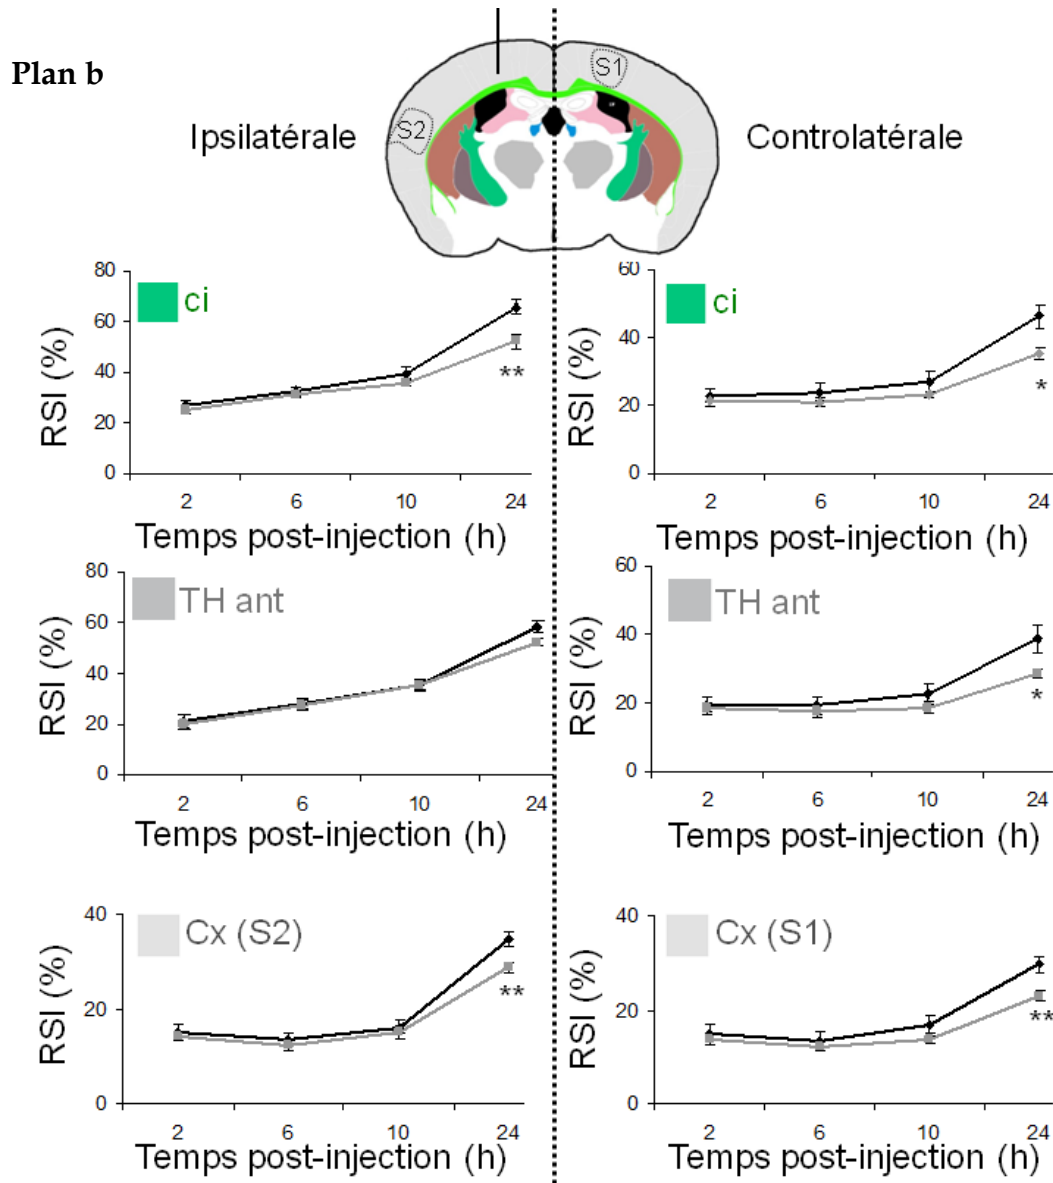 Plan b
Ipsilatérale
Controlatérale
S1
S2
ci
RSI (%)
80
60
40
20
0
2 6 10 24
Temps post-injection (h)
*
*
ci
RSI (%)
60
40
20
0
2 6 10 24
Temps post-injection (h)
*
TH ant
RSI (%)
80
60
40
20
0
2 6 10 24
Temps post-injection (h)
TH ant
RSI (%)
60
40
20
0
2 6 10 24
Temps post-injection (h)
*
Cx (S2)
RSI (%)
40
20
0
2 6 10 24
Temps post-injection (h)
**
Cx (S1)
RSI (%)
40
20
0
2 6 10 24
Temps post-injection (h)
**